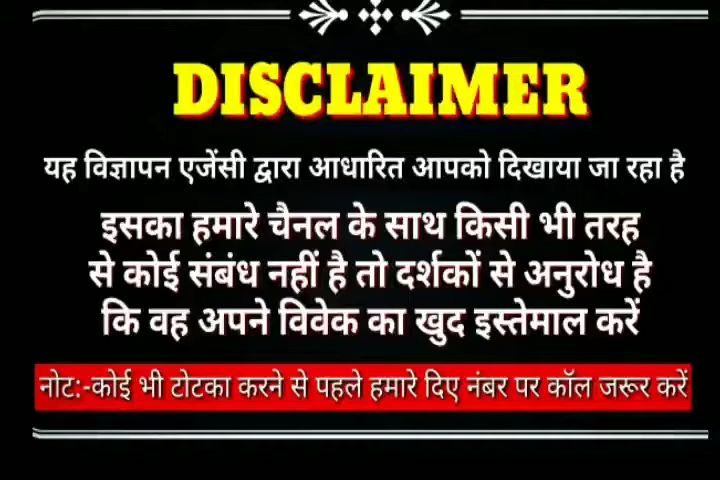 DISCLAIMER
यह विज्ञापन एजेंसी द्वारा आधारित आपको दिखाया जा रहा है
इसका हमारे चैनल के साथ किसी भी तरह
से कोई संबंध नहीं है तो दर्शकों से अनुरोध है
कि वह अपने विवेक का खुद इस्तेमाल करें
नोट:-कोई भी टोटका करने से पहले हमारे दिए नंबर पर कॉल जरूर करें